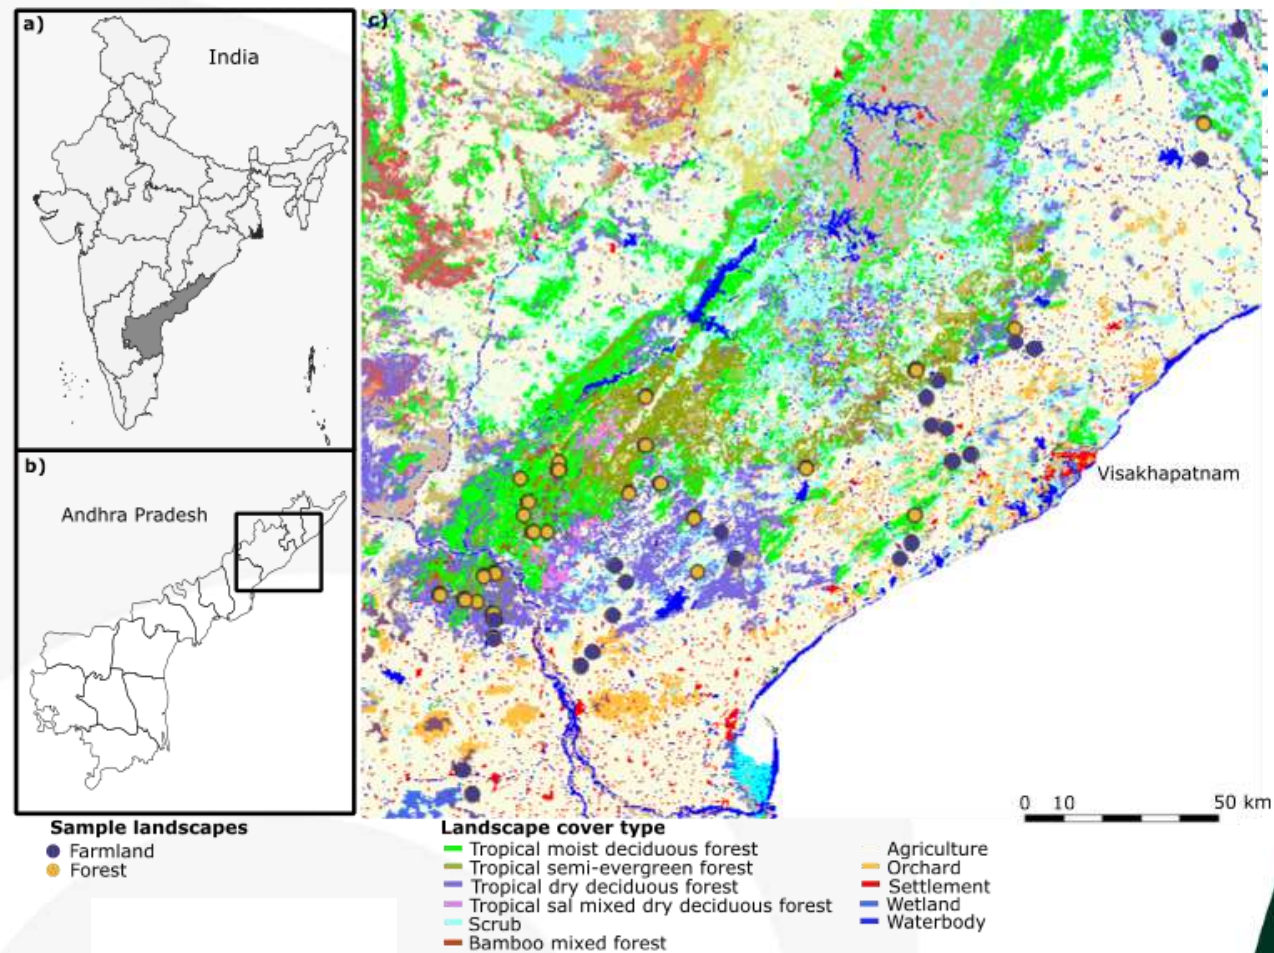 a)
India
b)
Andhra Pradesh
c)
Visakhapatnam
0 10 50 km
Sample landscapes
Farmland
Forest
Landscape cover type
Tropical moist deciduous forest
Tropical semi-evergreen forest
Tropical dry deciduous forest
Tropical sal mixed dry deciduous forest
Scrub
Bamboo mixed forest
Agriculture
Orchard
Settlement
Wetland
Waterbody